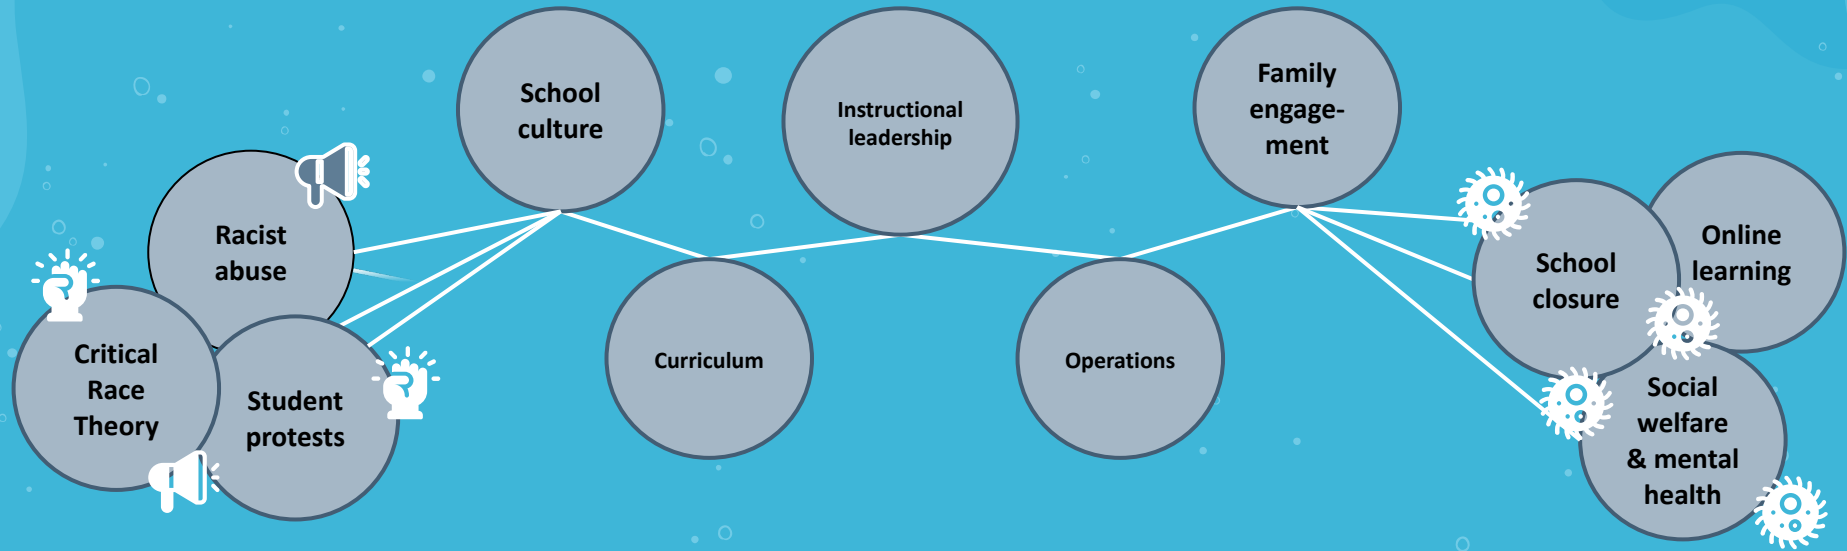 School
culture
Instructional
leadership
Family
engage-
ment
Racist
abuse
Critical
Race
Theory
Student
protests
Curriculum
Operations
School
closure
Online
learning
Social
welfare
& mental
health